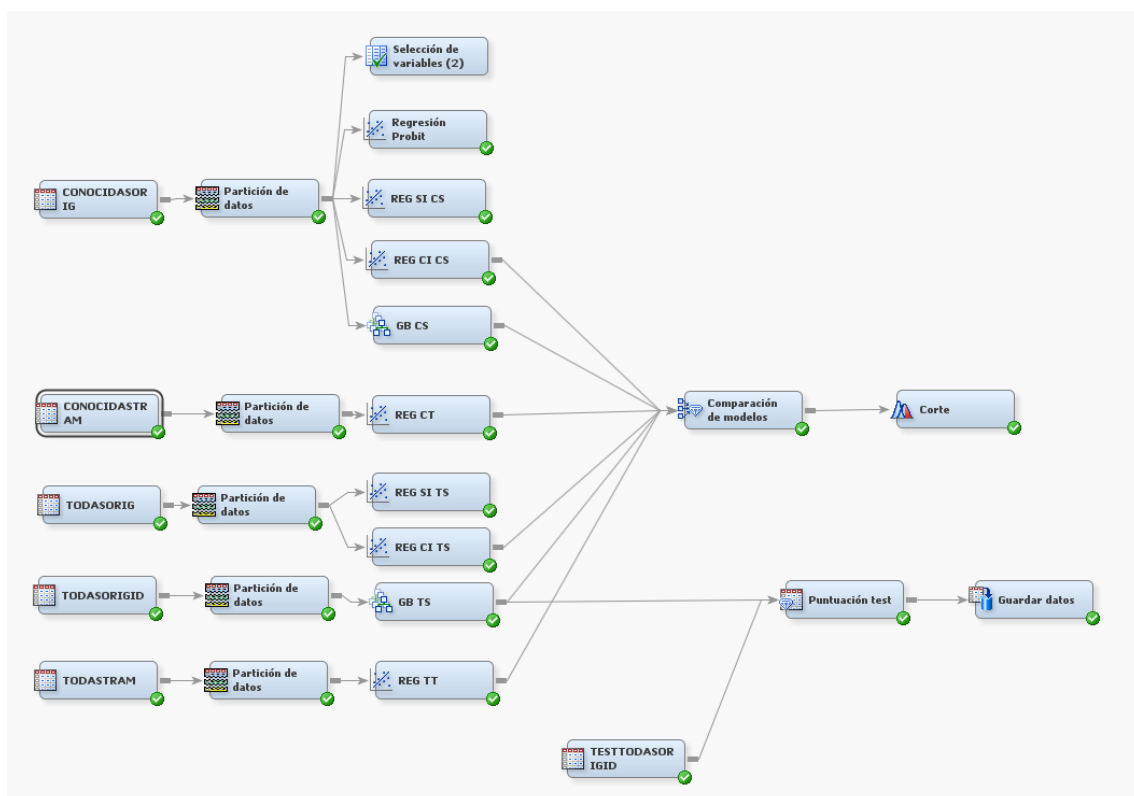 Selección de
variables (2)
Regresión
Probit
CONOCIDASOR
IG
Partición de
datos
REG SI CS
REG CI CS
GB CS
CONOCIDASTR
AM
Partición de
datos
REG CT
Comparación
de modelos
Corte
TODASORIG
Partición de
datos
REG SI TS
REG CI TS
TODASORIGID
Partición de
datos
GB TS
Puntuación test
Guardar datos
TODASTRAM
Partición de
datos
REG TT
TESTTODASOR
IGID